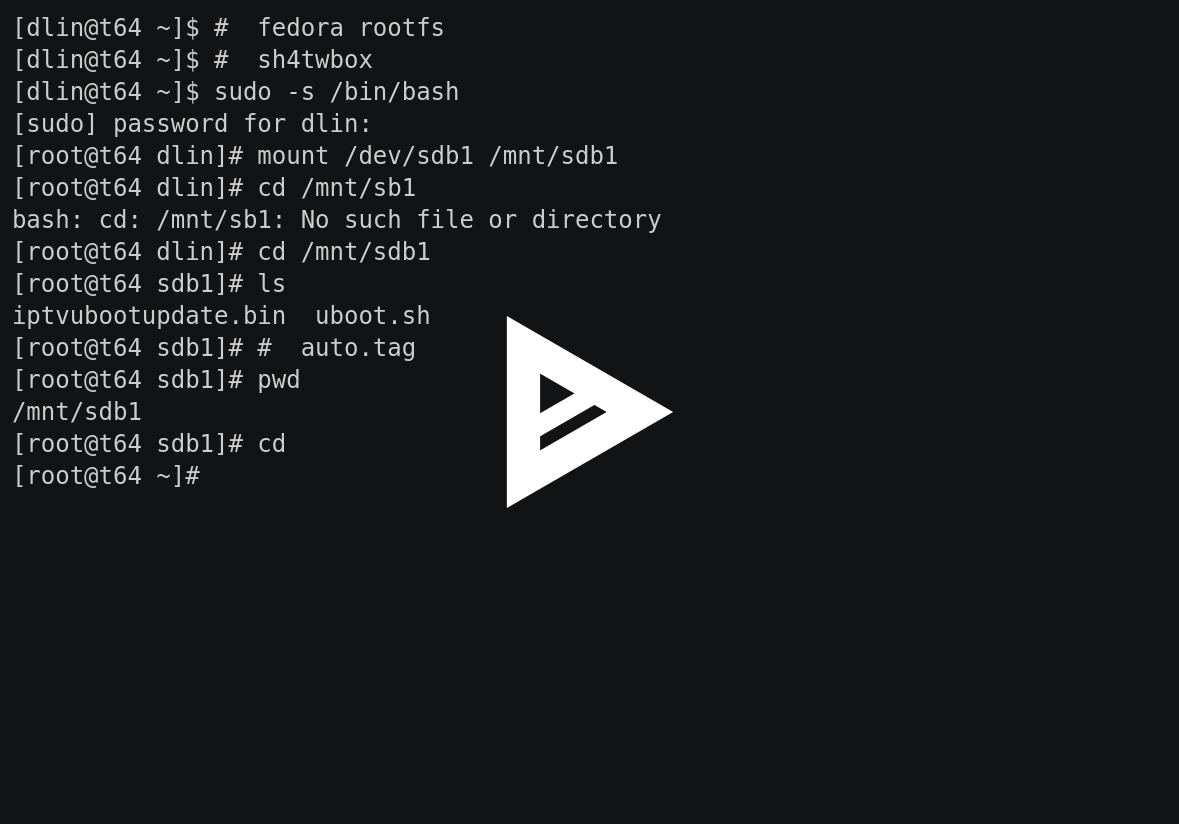 [dlin@t64 ~]$ #  fedora rootfs
[dlin@t64 ~]$ #  sh4twbox
[dlin@t64 ~]$ sudo -s /bin/bash
[sudo] password for dlin:
[root@t64 dlin]# mount /dev/sdb1 /mnt/sdb1
[root@t64 dlin]# cd /mnt/sb1
bash: cd: /mnt/sb1: No such file or directory
[root@t64 dlin]# cd /mnt/sdb1
[root@t64 sdb1]# ls
iptvubootupdate.bin  uboot.sh
[root@t64 sdb1]# #  auto.tag
[root@t64 sdb1]# pwd
/mnt/sdb1
[root@t64 sdb1]# cd
[root@t64 ~]#